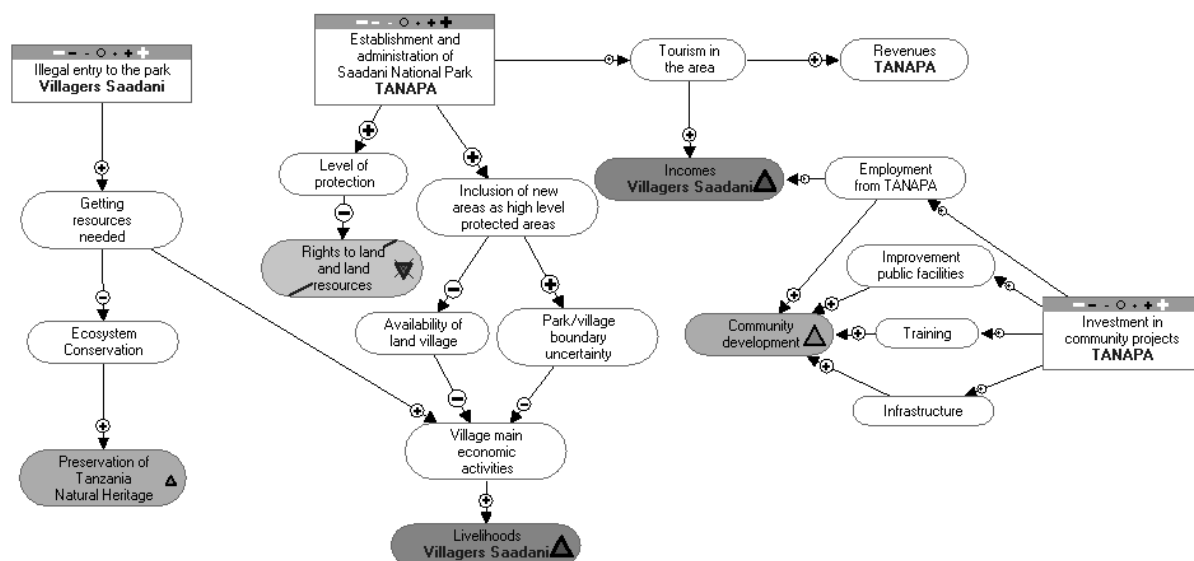 Illegal entry to the park
Villagers Saadani
Establishment and
administration of
Saadani National Park
TANAPA
Tourism in
the area
Revenues
TANAPA
Level of
protection
Incomes
Villagers Saadani
Employment
from TANAPA
Getting
resources
needed
Inclusion of new
areas as high level
protected areas
Rights to land
and land
resources
Improvement
public facilities
Ecosystem
Conservation
Availability of
land village
Park/village
boundary
uncertainty
Community
development
Training
Investment in
community projects
TANAPA
Infrastructure
Village main
economic
activities
Preservation of
Tanzania
Natural Heritage
Livelihoods
Villagers Saadani